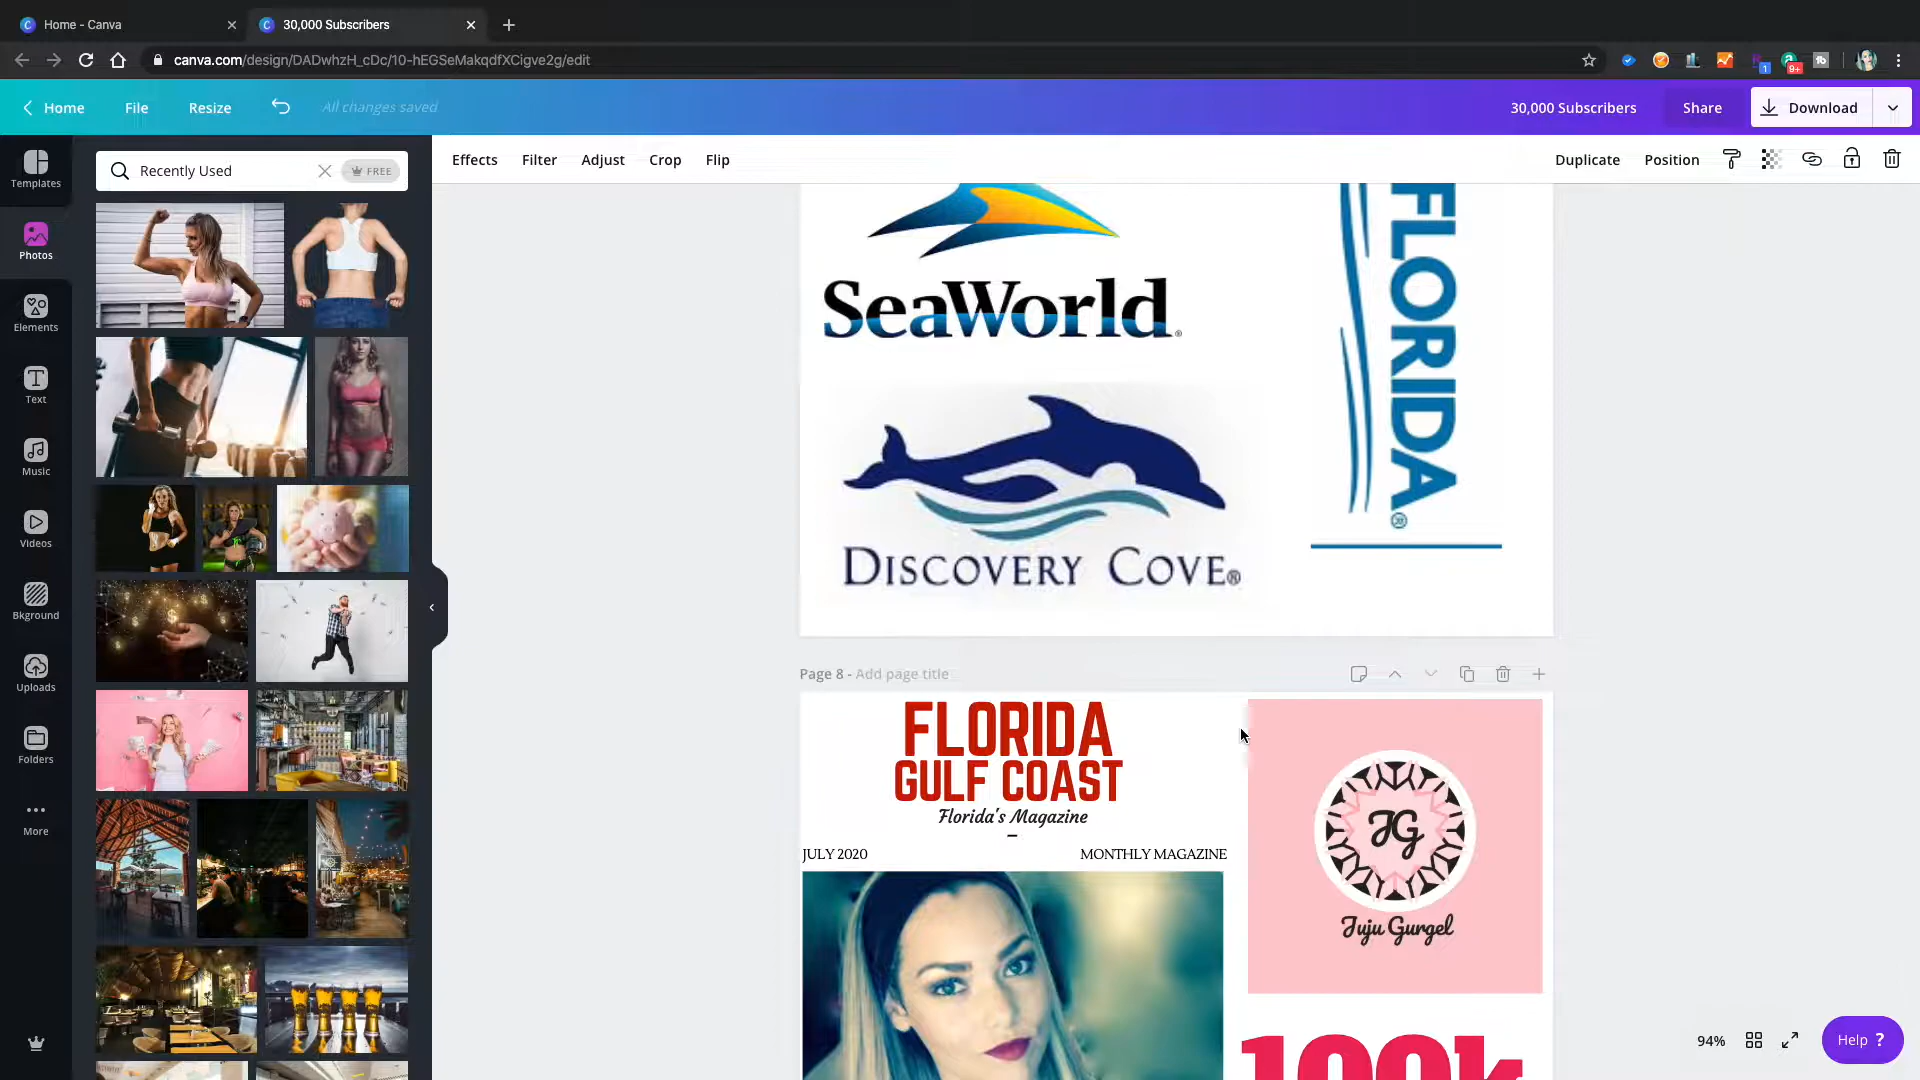 Home - Canva
30,000 Subscribers
canva.com/design/DADwhzH_cDc/10-hEGSeMakqdfXCigve2g/edit
1
9+
Home
File
Resize
All changes saved
30,000 Subscribers
Share
Download
Templates
Photos
Elements
Text
Music
Videos
Bkground
Uploads
Folders
More
Recently Used
FREE
Effects
Filter
Adjust
Crop
Flip
Duplicate
Position
SeaWorld®
FLORIDA®
DISCOVERY COVE®
Page 8 - Add page title
FLORIDA
GULF COAST
Florida's Magazine
–
JULY 2020
MONTHLY MAGAZINE
JG
Juju Gurgel
100k
94%
Help ?